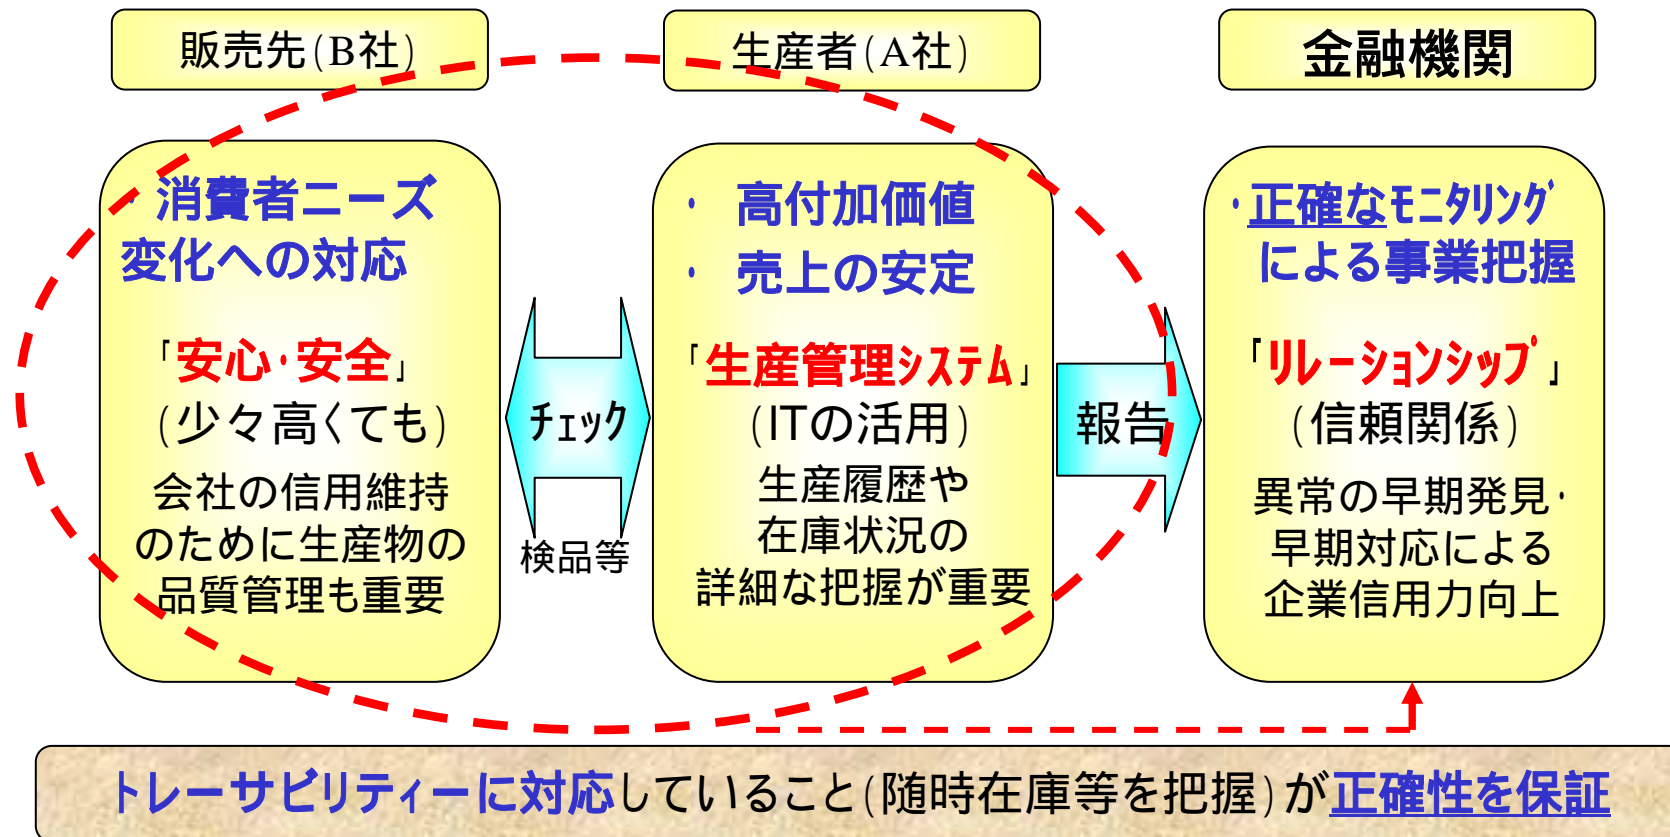 販売先(B社)
生産者(A社)
金融機関
・消費者ニーズ
変化への対応
「安心・安全」
(少々高くても)
会社の信用維持
のために生産物の
品質管理も重要
チェック
検品等
・ 高付加価値
・ 売上の安定
「生産管理システム」
(ITの活用)
生産履歴や
在庫状況の
詳細な把握が重要
報告
・正確なモニタリング
による事業把握
「リレーションシップ」
(信頼関係)
異常の早期発見・
早期対応による
企業信用力向上
トレーサビリティーに対応していること(随時在庫等を把握)が正確性を保証